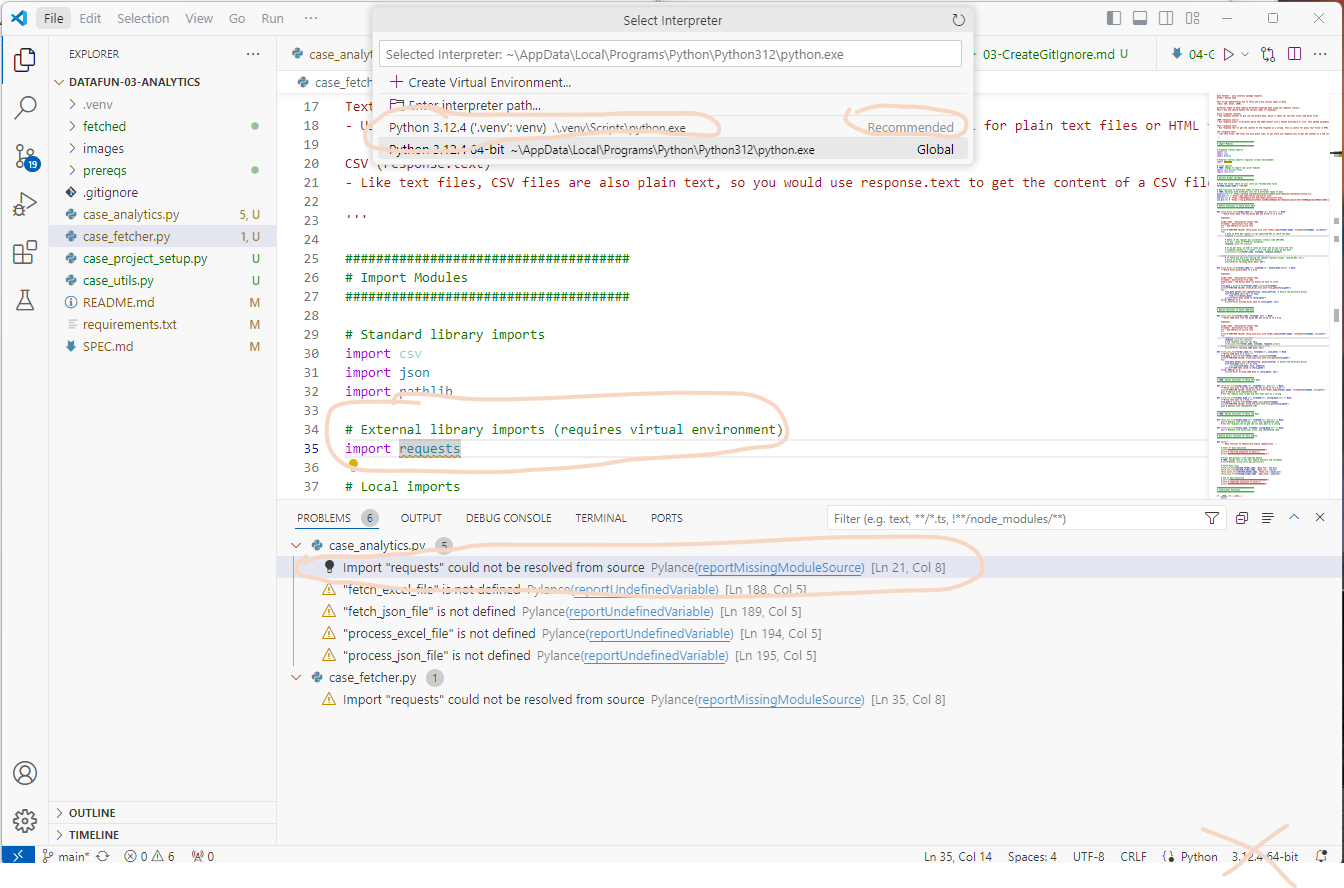 File Edit Selection View Go Run ···
Select Interpreter
Selected Interpreter: ~\AppData\Local\Programs\Python\Python312\python.exe
Create Virtual Environment...
Enter interpreter path...
Python 3.12.4 ('.venv': venv) .\.venv\Scripts\python.exe Recommended
Python 3.12.4 64-bit ~\AppData\Local\Programs\Python\Python312\python.exe Global
EXPLORER
DATAFUN-03-ANALYTICS
.venv
fetched
images
prereqs
.gitignore
case_analytics.py 5, U
case_fetcher.py 1, U
case_project_setup.py U
case_utils.py U
README.md M
requirements.txt M
SPEC.md M
OUTLINE
TIMELINE
19
case_analyt
03-CreateGitIgnore.md U
04-G
case_fetch
17 Text
18 - U l for plain text files or HTML
19
20 CSV (response.text)
21 - Like text files, CSV files are also plain text, so you would use response.text to get the content of a CSV fil
22
23 '''
24
25 #####################################
26 # Import Modules
27 #####################################
28
29 # Standard library imports
30 import csv
31 import json
32 import pathlib
33
34 # External library imports (requires virtual environment)
35 import requests
36
37 # Local imports
PROBLEMS 6 OUTPUT DEBUG CONSOLE TERMINAL PORTS
Filter (e.g. text, **/*.ts, !**/node_modules/**)
case_analytics.py 5
Import "requests" could not be resolved from source Pylance(reportMissingModuleSource) [Ln 21, Col 8]
"fetch_excel_file" is not defined Pylance(reportUndefinedVariable) [Ln 188, Col 5]
"fetch_json_file" is not defined Pylance(reportUndefinedVariable) [Ln 189, Col 5]
"process_excel_file" is not defined Pylance(reportUndefinedVariable) [Ln 194, Col 5]
"process_json_file" is not defined Pylance(reportUndefinedVariable) [Ln 195, Col 5]
case_fetcher.py 1
Import "requests" could not be resolved from source Pylance(reportMissingModuleSource) [Ln 35, Col 8]
main* 0 6 0 Ln 35, Col 14 Spaces: 4 UTF-8 CRLF Python 3.12.4 64-bit